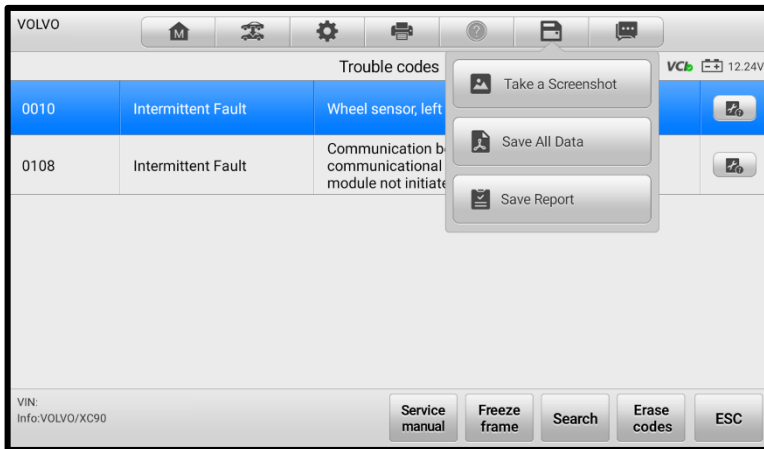 VOLVO
M
Trouble codes
VCI
12.24V
0010
Intermittent Fault
Wheel sensor, left
0108
Intermittent Fault
Communication b
communicational
module not initiate
Take a Screenshot
Save All Data
Save Report
VIN:
Info:VOLVO/XC90
Service
manual
Freeze
frame
Search
Erase
codes
ESC